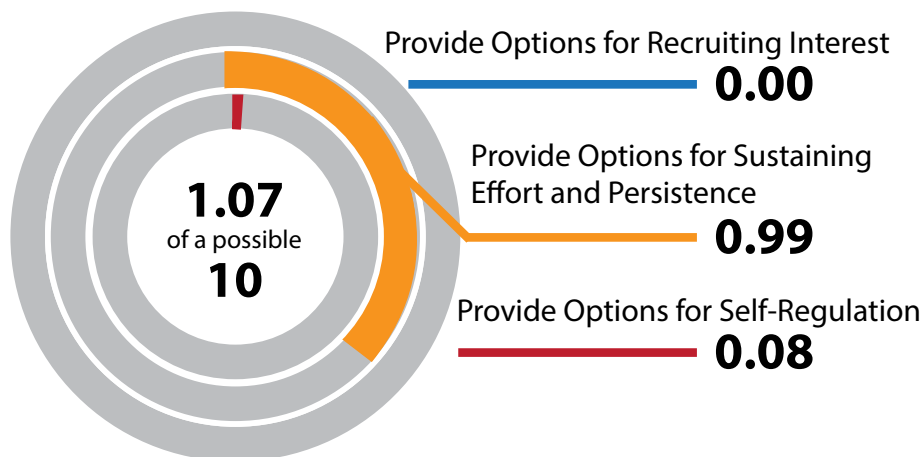 Provide Options for Recruiting Interest
0.00
Provide Options for Sustaining
Effort and Persistence
0.99
1.07
of a possible
10
Provide Options for Self-Regulation
0.08